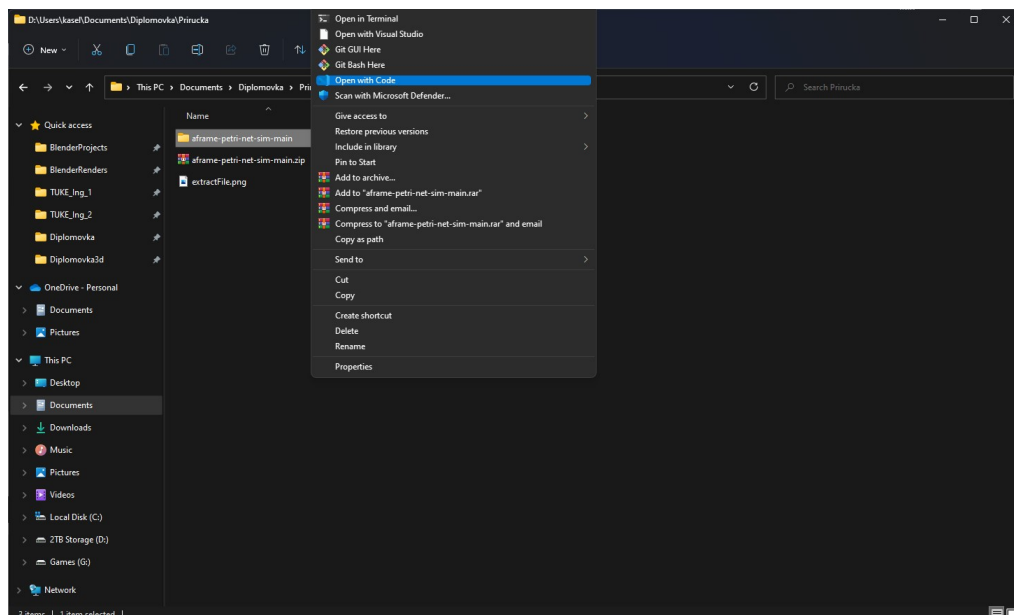 D:\Users\kasel\Documents\Diplomovka\Prirucka
New
This PC > Documents > Diplomovka >
Search Prirucka
Quick access
BlenderProjects
BlenderRenders
TUKE_Ing_1
TUKE_Ing_2
Diplomovka
Diplomovka3d
OneDrive - Personal
Documents
Pictures
This PC
Desktop
Documents
Downloads
Music
Pictures
Videos
Local Disk (C:)
2TB Storage (D:)
Games (G:)
Network
Name
aframe-petri-net-sim-main
aframe-petri-net-sim-main.zip
extractFile.png
Open in Terminal
Open with Visual Studio
Git GUI Here
Git Bash Here
Open with Code
Scan with Microsoft Defender...
Give access to
Restore previous versions
Include in library
Pin to Start
Add to archive...
Add to "aframe-petri-net-sim-main.rar"
Compress and email...
Compress to "aframe-petri-net-sim-main.rar" and email
Copy as path
Send to
Cut
Copy
Create shortcut
Delete
Rename
Properties
3 items | 1 item selected |